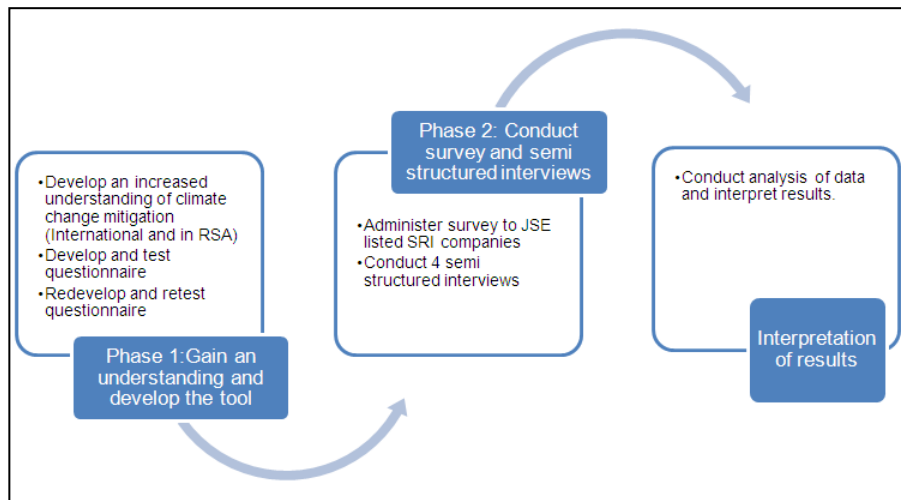 •Develop an increased
understanding of climate
change mitigation
(International and in RSA)
•Develop and test
questionnaire
•Redevelop and retest
questionnaire
Phase 1:Gain an
understanding and
develop the tool
Phase 2: Conduct
survey and semi
structured interviews
•Administer survey to JSE
listed SRI companies
•Conduct 4 semi
structured interviews
•Conduct analysis of data
and interpret results.
Interpretation
of results